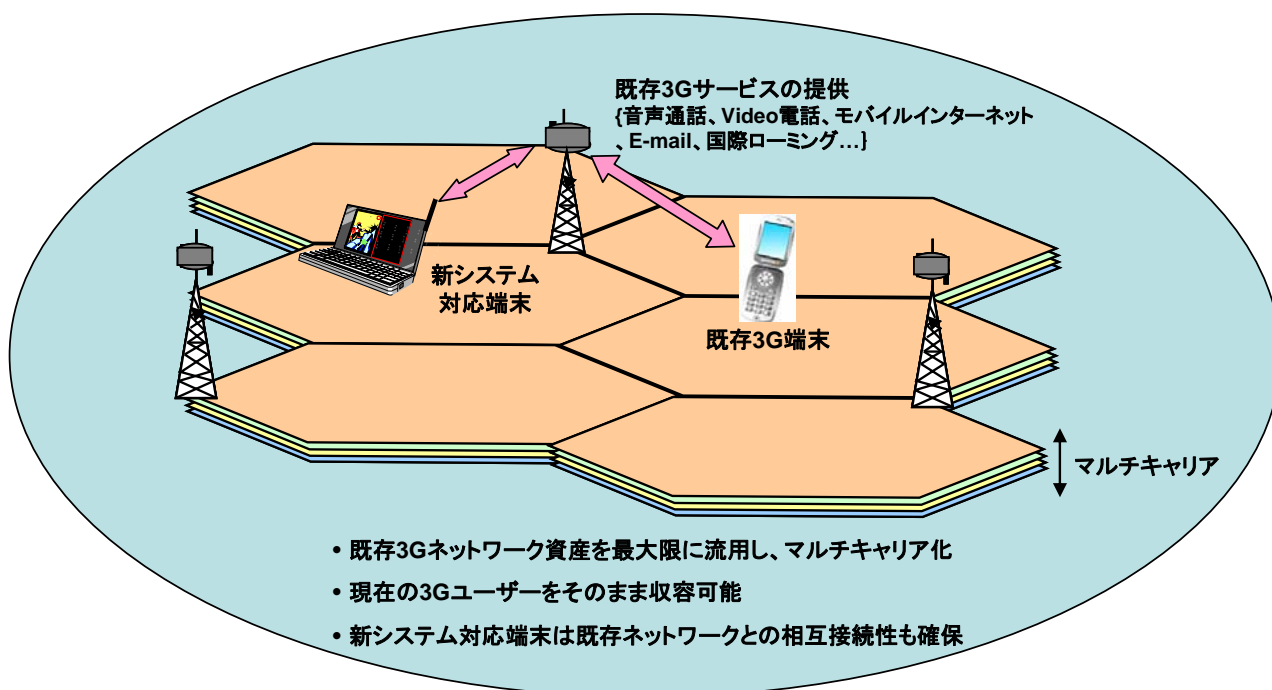 既存3Gサービスの提供
{音声通話、Video電話、モバイルインターネット
、E-mail、国際ローミング…}
新システム
対応端末
既存3G端末
マルチキャリア
• 既存3Gネットワーク資産を最大限に流用し、マルチキャリア化
• 現在の3Gユーザーをそのまま収容可能
• 新システム対応端末は既存ネットワークとの相互接続性も確保